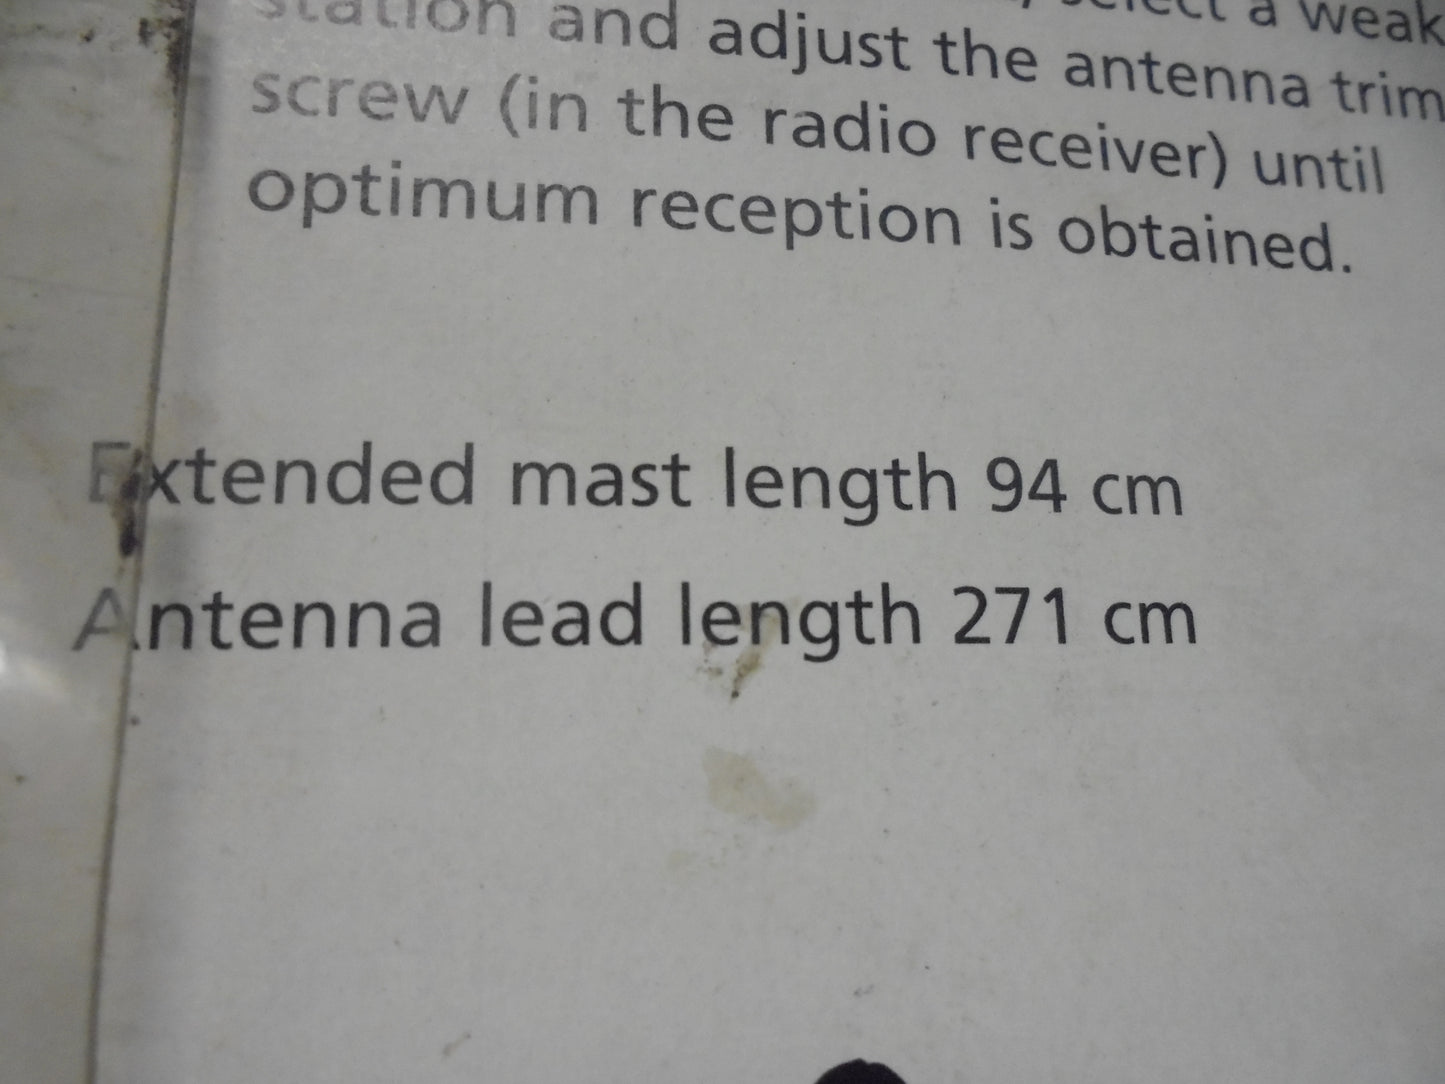 station and adjust the antenna trim
screw (in the radio receiver) until
optimum reception is obtained.
Extended mast length 94 cm
Antenna lead length 271 cm